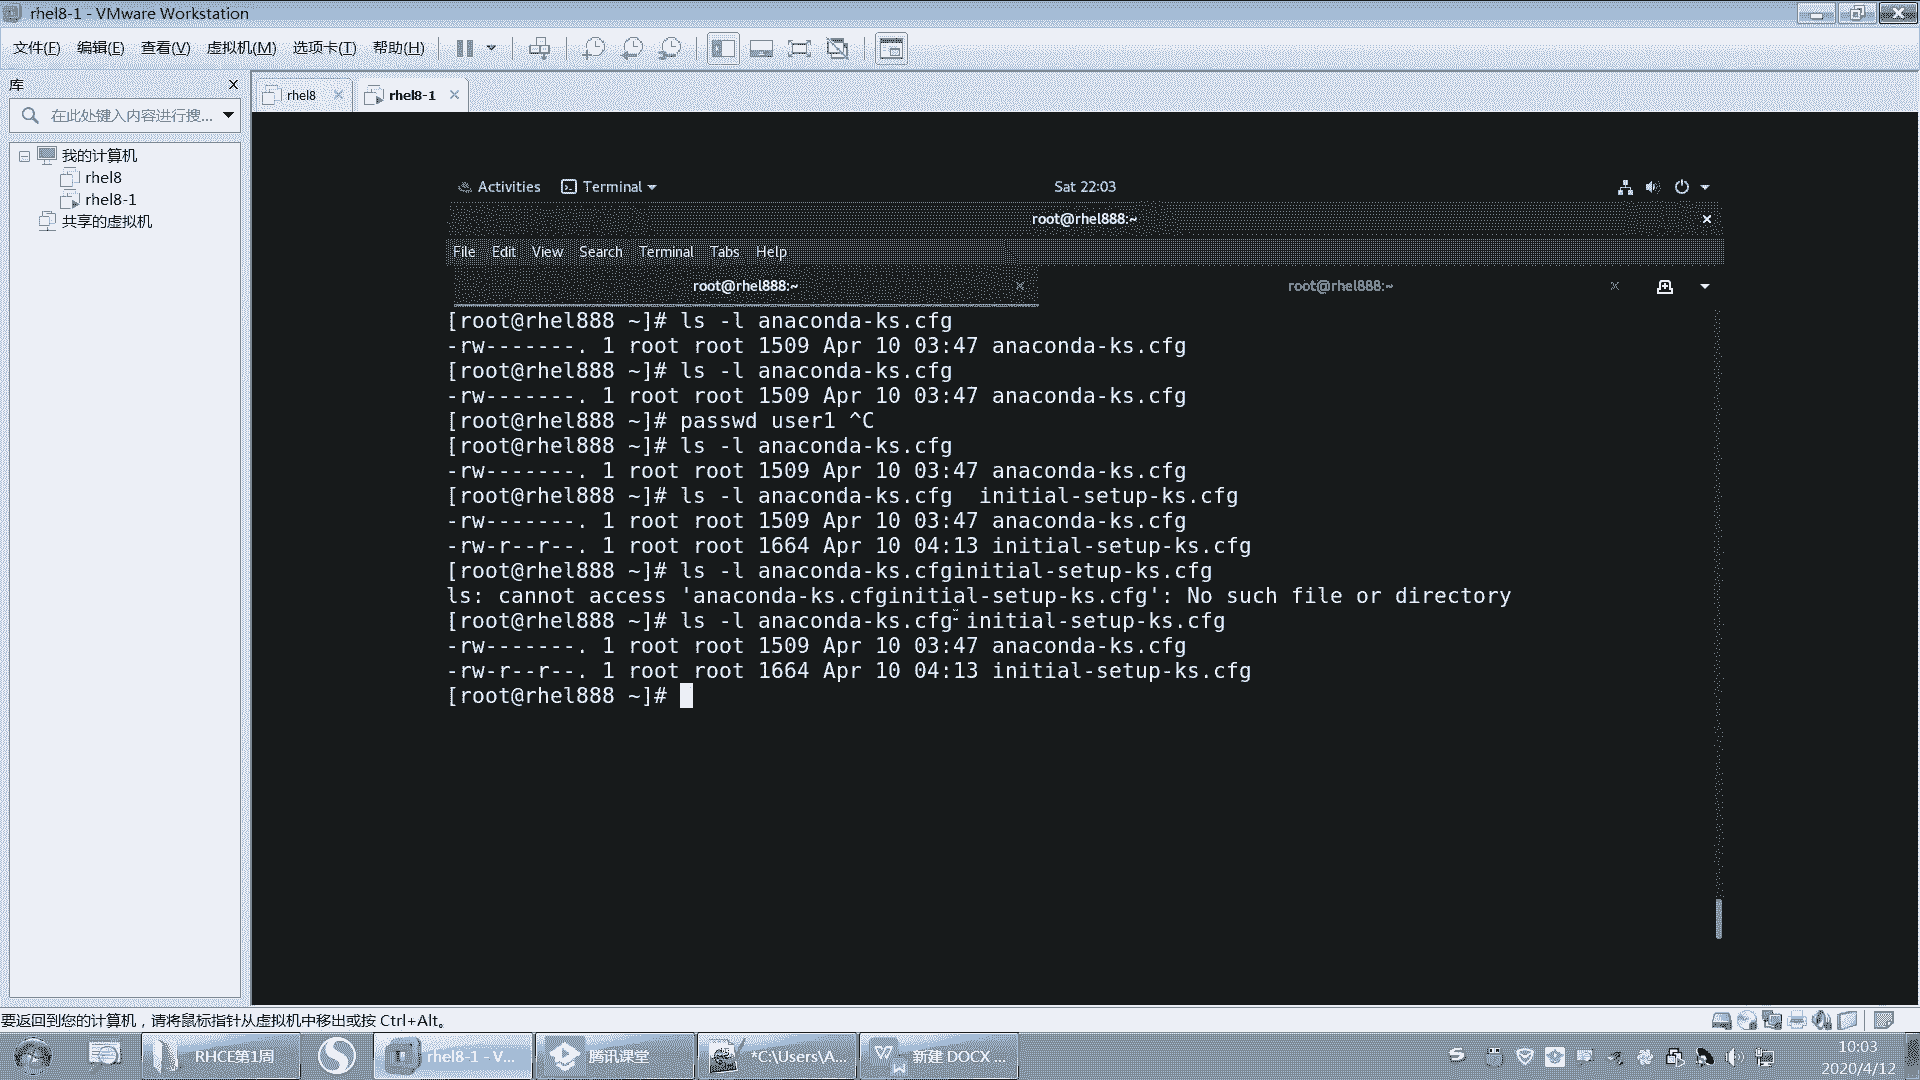 rhel8-1 - VMware Workstation
文件(F) 编辑(E) 查看(V) 虚拟机(M) 选项卡(T) 帮助(H)
库
在此处键入内容进行搜...
我的计算机
rhel8
rhel8-1
共享的虚拟机
rhel8
rhel8-1
Activities Terminal Sat 22:03
root@rhel888:~
File Edit View Search Terminal Tabs Help
root@rhel888:~ root@rhel888:~
[root@rhel888 ~]# ls -l anaconda-ks.cfg
-rw-------. 1 root root 1509 Apr 10 03:47 anaconda-ks.cfg
[root@rhel888 ~]# ls -l anaconda-ks.cfg
-rw-------. 1 root root 1509 Apr 10 03:47 anaconda-ks.cfg
[root@rhel888 ~]# passwd user1 ^C
[root@rhel888 ~]# ls -l anaconda-ks.cfg
-rw-------. 1 root root 1509 Apr 10 03:47 anaconda-ks.cfg
[root@rhel888 ~]# ls -l anaconda-ks.cfg  initial-setup-ks.cfg
-rw-------. 1 root root 1509 Apr 10 03:47 anaconda-ks.cfg
-rw-r--r--. 1 root root 1664 Apr 10 04:13 initial-setup-ks.cfg
[root@rhel888 ~]# ls -l anaconda-ks.cfginitial-setup-ks.cfg
ls: cannot access 'anaconda-ks.cfginitial-setup-ks.cfg': No such file or directory
[root@rhel888 ~]# ls -l anaconda-ks.cfg initial-setup-ks.cfg
-rw-------. 1 root root 1509 Apr 10 03:47 anaconda-ks.cfg
-rw-r--r--. 1 root root 1664 Apr 10 04:13 initial-setup-ks.cfg
[root@rhel888 ~]#
要返回到您的计算机，请将鼠标指针从虚拟机中移出或按 Ctrl+Alt。
RHCE第1周 rhel8-1 - V... 腾讯课堂 *C:\Users\A... 新建 DOCX ...
10:03
2020/4/12